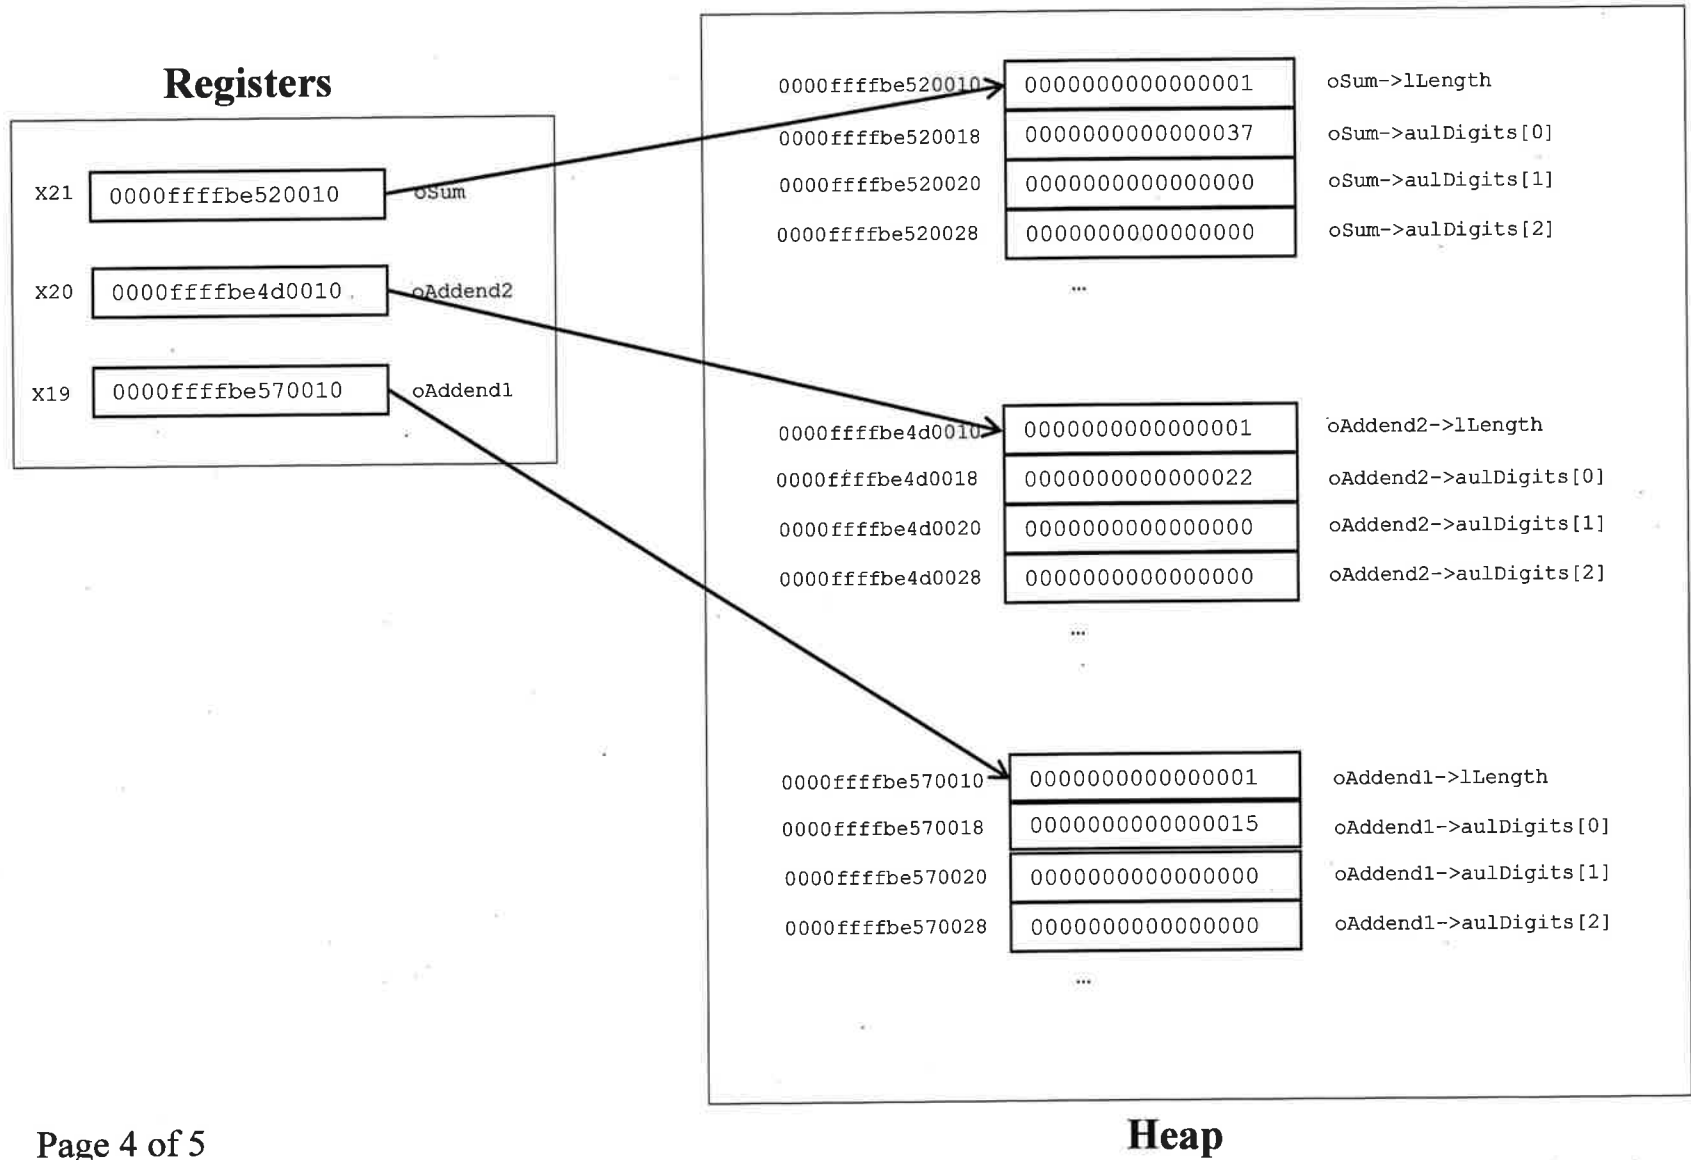 Registers
X21 0000ffffbe520010 oSum
X20 0000ffffbe4d0010 oAddend2
X19 0000ffffbe570010 oAddend1
0000ffffbe520010 0000000000000001 oSum->lLength
0000ffffbe520018 0000000000000037 oSum->aulDigits[0]
0000ffffbe520020 0000000000000000 oSum->aulDigits[1]
0000ffffbe520028 0000000000000000 oSum->aulDigits[2]
...
0000ffffbe4d0010 0000000000000001 oAddend2->lLength
0000ffffbe4d0018 0000000000000022 oAddend2->aulDigits[0]
0000ffffbe4d0020 0000000000000000 oAddend2->aulDigits[1]
0000ffffbe4d0028 0000000000000000 oAddend2->aulDigits[2]
...
0000ffffbe570010 0000000000000001 oAddend1->lLength
0000ffffbe570018 0000000000000015 oAddend1->aulDigits[0]
0000ffffbe570020 0000000000000000 oAddend1->aulDigits[1]
0000ffffbe570028 0000000000000000 oAddend1->aulDigits[2]
...
Heap
Page 4 of 5